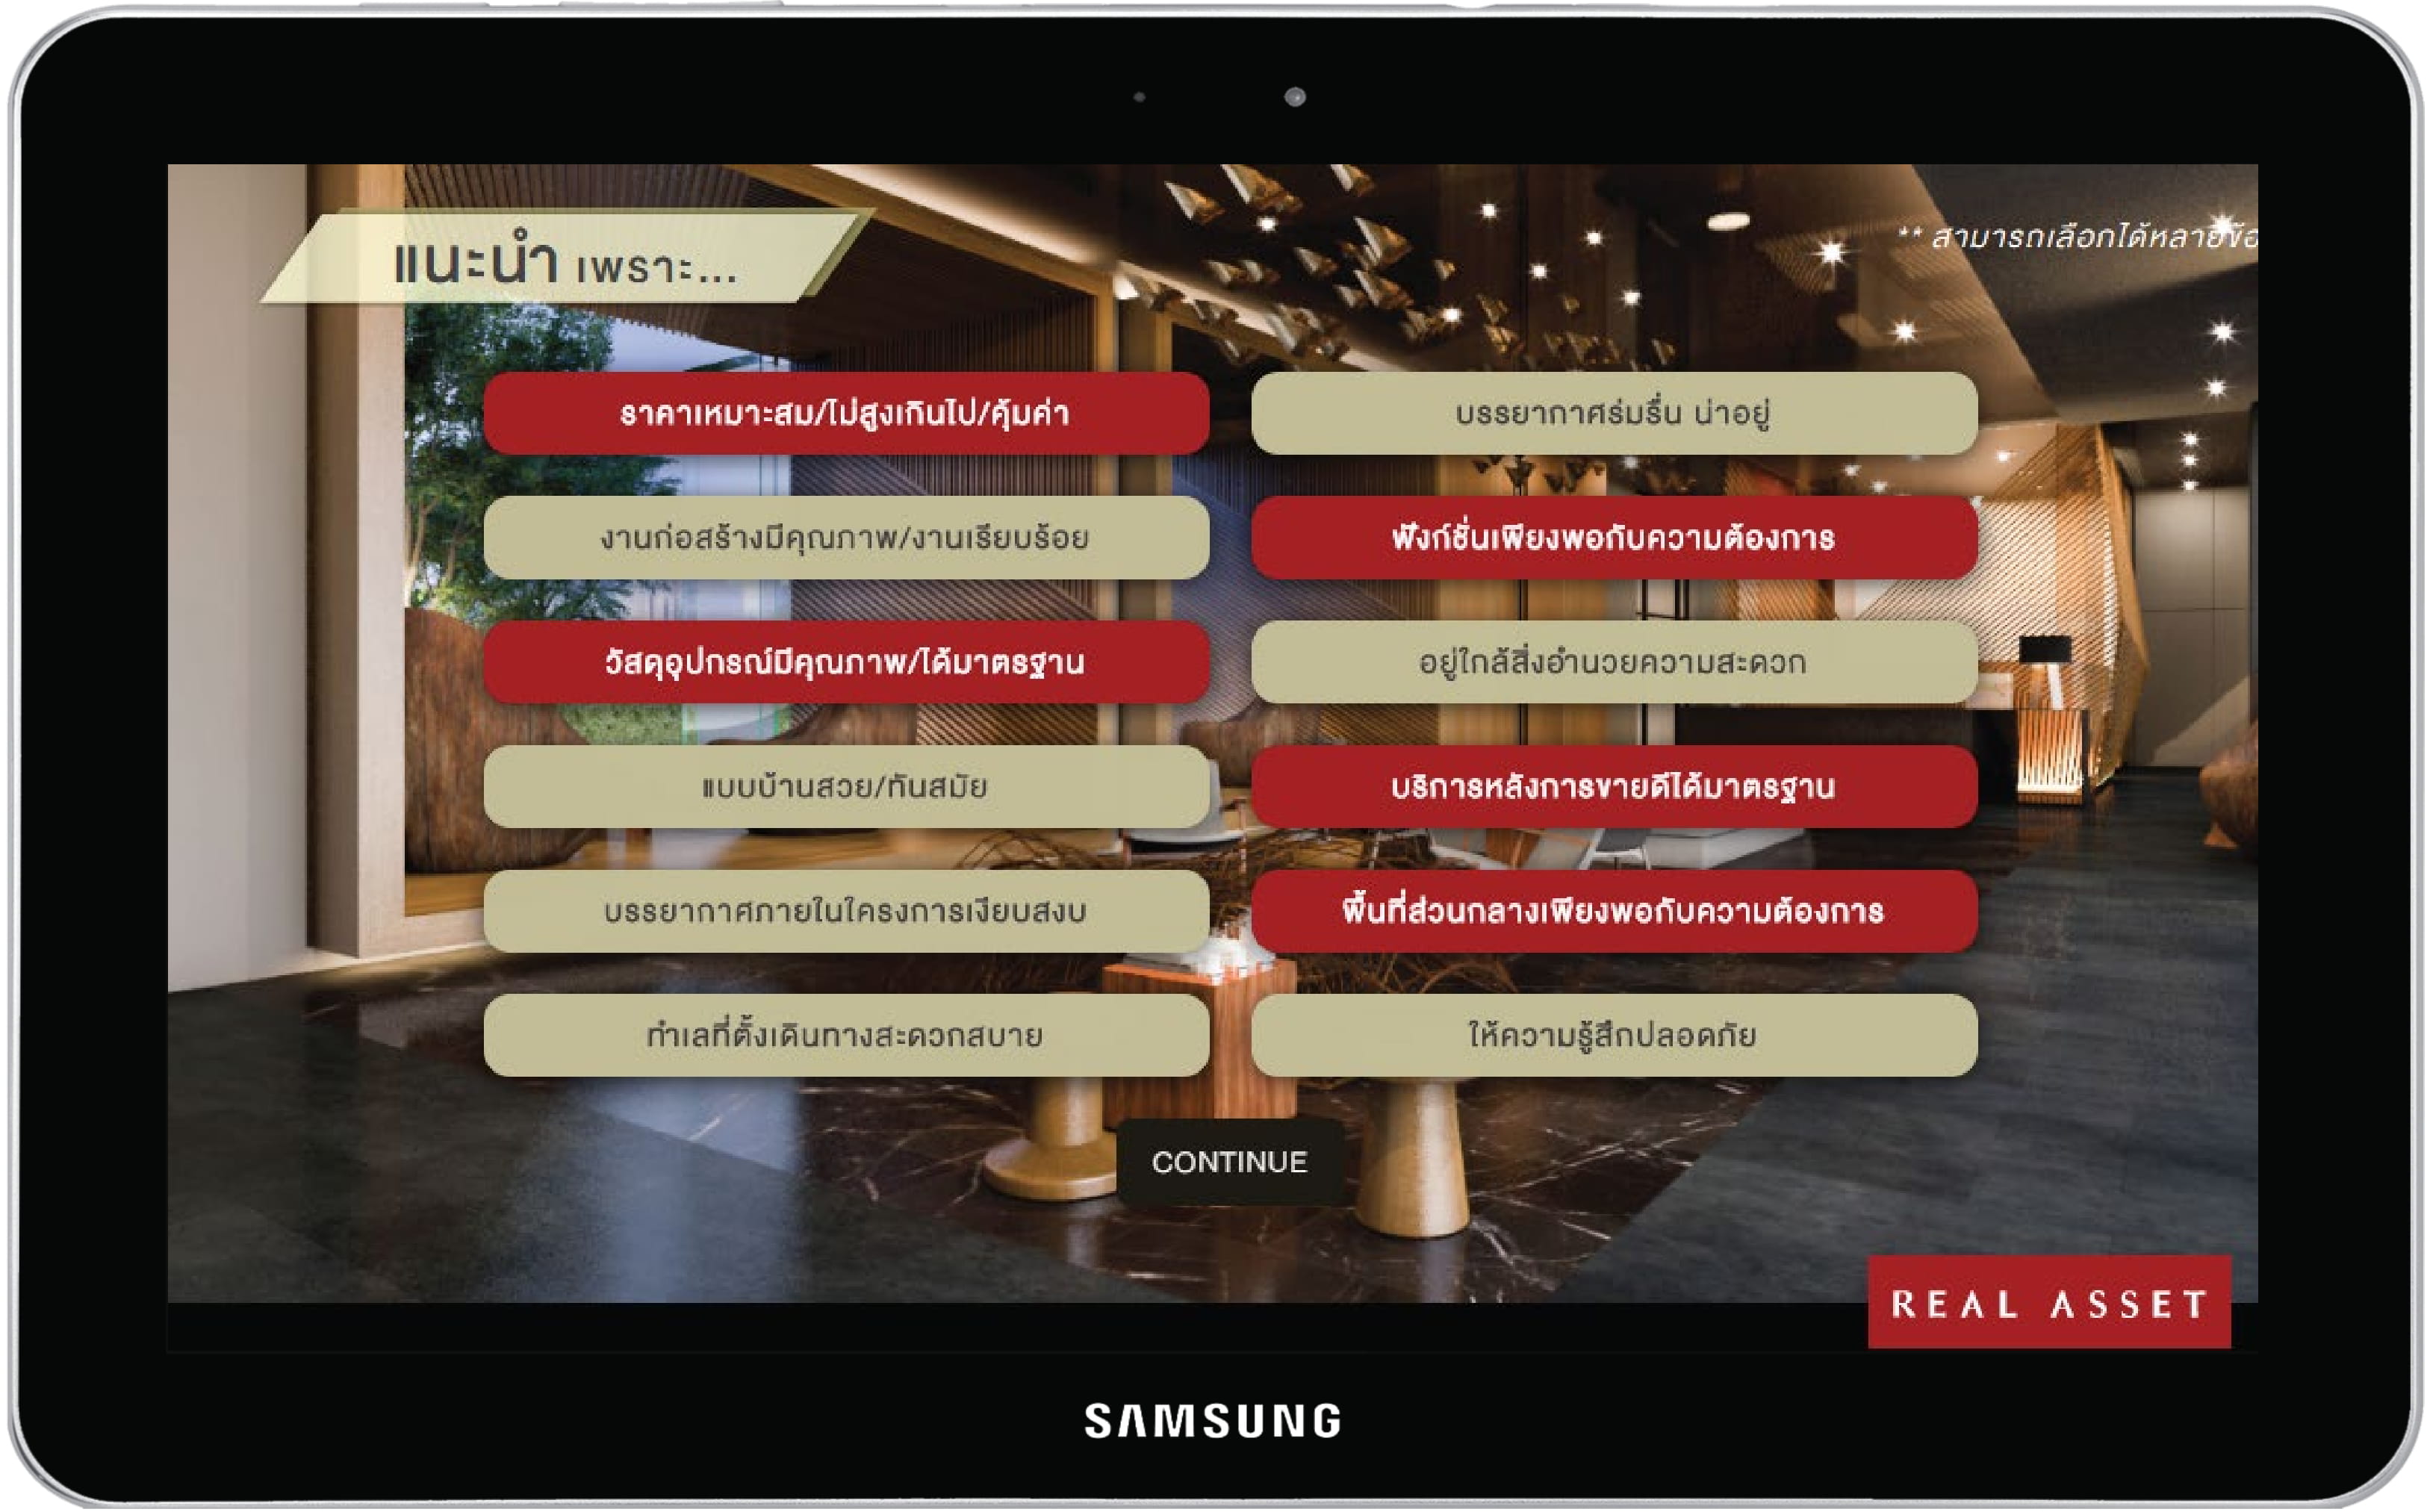 แนะนำ เพราะ...
** สามารถเลือกได้หลายข้อ
ราคาเหมาะสม/ไม่สูงเกินไป/คุ้มค่า
บรรยากาศร่มรื่น น่าอยู่
งานก่อสร้างมีคุณภาพ/งานเรียบร้อย
ฟังก์ชั่นเพียงพอกับความต้องการ
วัสดุอุปกรณ์มีคุณภาพ/ได้มาตรฐาน
อยู่ใกล้สิ่งอำนวยความสะดวก
แบบบ้านสวย/ทันสมัย
บริการหลังการขายดีได้มาตรฐาน
บรรยากาศภายในโครงการเงียบสงบ
พื้นที่ส่วนกลางเพียงพอกับความต้องการ
ทำเลที่ตั้งเดินทางสะดวกสบาย
ให้ความรู้สึกปลอดภัย
CONTINUE
REAL ASSET
SAMSUNG